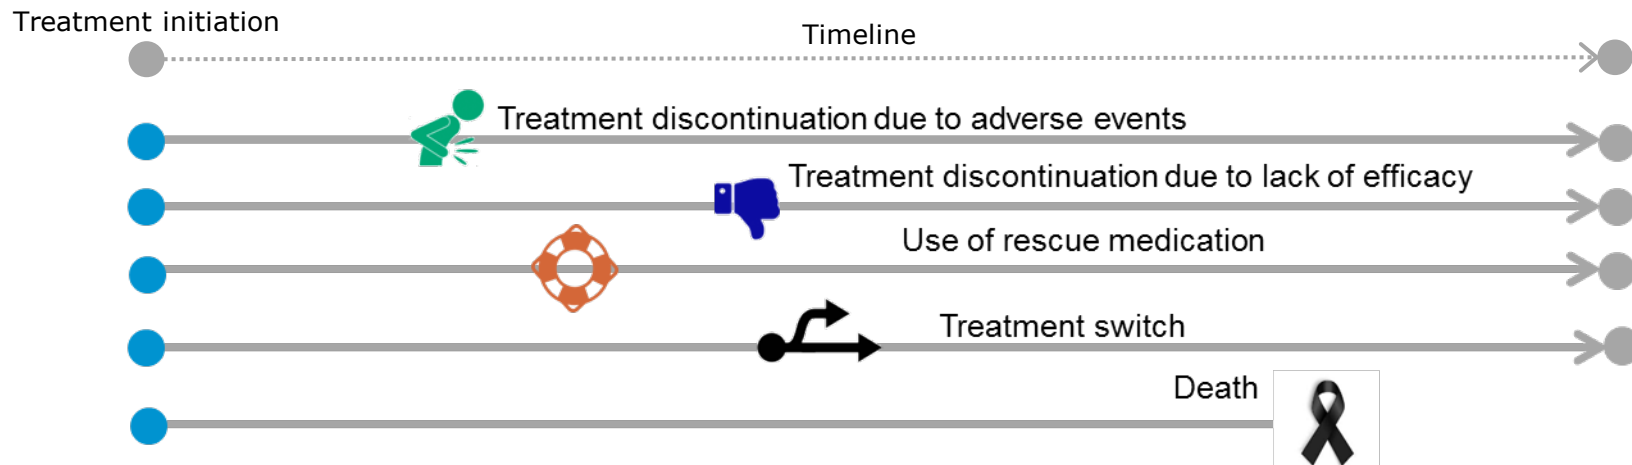 Treatment initiation
Timeline
Treatment discontinuation due to adverse events
Treatment discontinuation due to lack of efficacy
Use of rescue medication
Treatment switch
Death